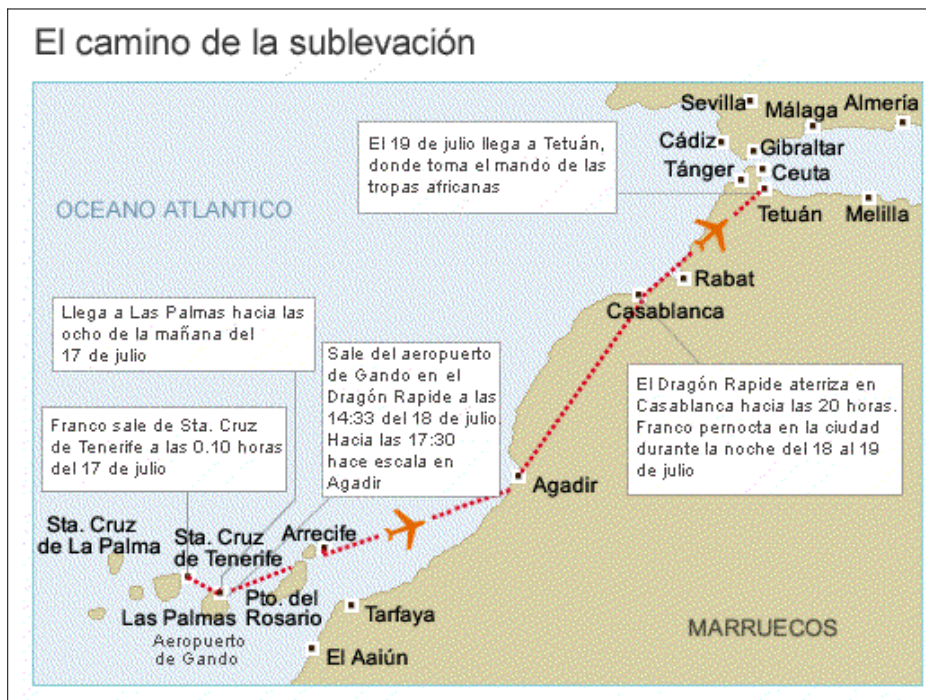 El camino de la sublevación
Sevilla
Málaga
Almería
Cádiz
Gibraltar
Tánger
Ceuta
Tetuán
Melilla
El 19 de julio llega a Tetuán,
donde toma el mando de las
tropas africanas
OCEANO ATLANTICO
Rabat
Casablanca
Llega a Las Palmas hacia las
ocho de la mañana del
17 de julio
Sale del aeropuerto
de Gando en el
Dragón Rapide a las
14:33 del 18 de julio
Hacia las 17:30
hace escala en
Agadir
El Dragón Rapide aterriza en
Casablanca hacia las 20 horas.
Franco pernocta en la ciudad
durante la noche del 18 al 19
de julio
Franco sale de Sta. Cruz
de Tenerife a las 0.10 horas
del 17 de julio
Agadir
Sta. Cruz
de La Palma
Sta. Cruz
de Tenerife
Arrecife
Las Palmas
Aeropuerto
de Gando
Pto. del
Rosario
Tarfaya
El Aaiún
MARRUECOS